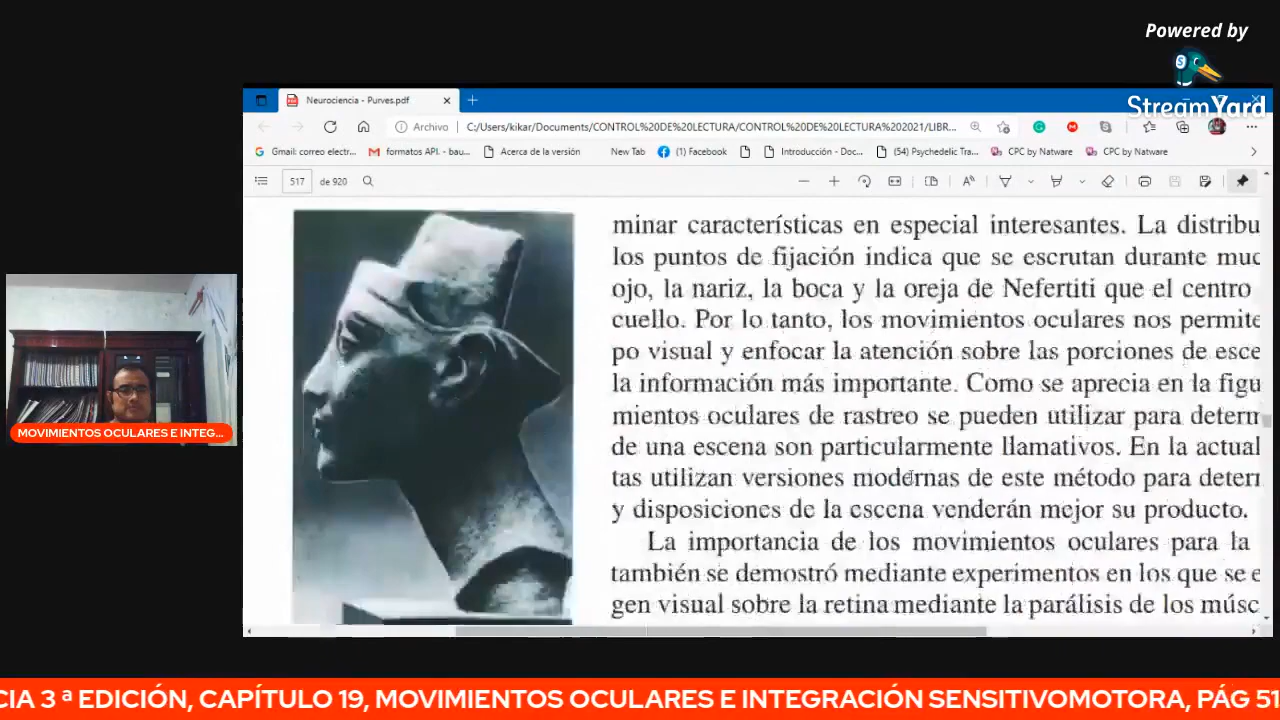 Powered by
StreamYard
Neurociencia - Purves.pdf
Archivo C:/Users/kikar/Documents/CONTROL%20DE%20LECTURA/CONTROL%20DE%20LECTURA%202021/LIBR...
Gmail: correo electr... formatos API. - bau... Acerca de la versión New Tab (1) Facebook Introducción - Doc... (54) Psychedelic Tra... CPC by Natware CPC by Natware
517 de 920
minar características en especial interesantes. La distribu
los puntos de fijación indica que se escrutan durante muc
ojo, la nariz, la boca y la oreja de Nefertiti que el centro
cuello. Por lo tanto, los movimientos oculares nos permite
po visual y enfocar la atención sobre las porciones de esce
la información más importante. Como se aprecia en la figu
mientos oculares de rastreo se pueden utilizar para determ
de una escena son particularmente llamativos. En la actual
tas utilizan versiones modernas de este método para deter
y disposiciones de la escena venderán mejor su producto.
La importancia de los movimientos oculares para la
también se demostró mediante experimentos en los que se e
gen visual sobre la retina mediante la parálisis de los músc
MOVIMIENTOS OCULARES E INTEG...
CIA 3 ª EDICIÓN, CAPÍTULO 19, MOVIMIENTOS OCULARES E INTEGRACIÓN SENSITIVOMOTORA, PÁG 51